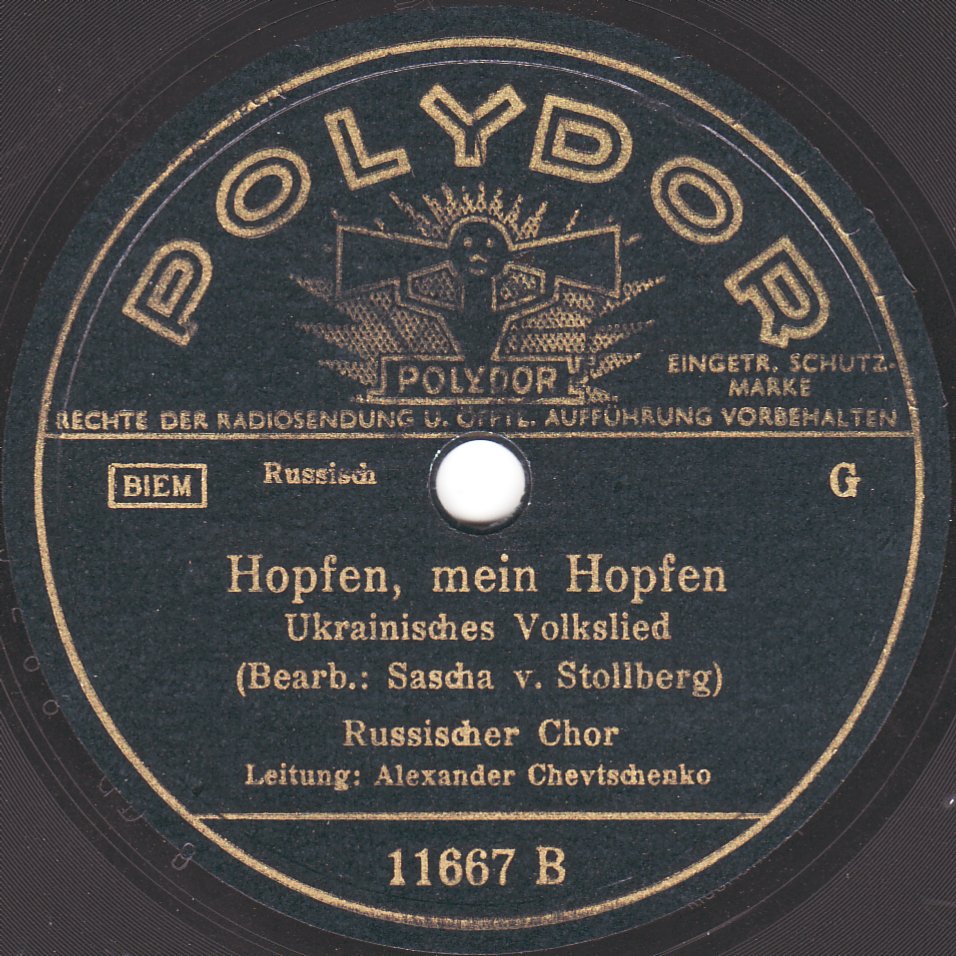 POLYDOR
POLYDOR
EINGETR. SCHUTZ-
MARKE
RECHTE DER RADIOSENDUNG U. ÖFFTL. AUFFÜHRUNG VORBEHALTEN
BIEM Russisch G
Hopfen, mein Hopfen
Ukrainisches Volkslied
(Bearb.: Sascha v. Stollberg)
Russischer Chor
Leitung: Alexander Chevtschenko
11667 B